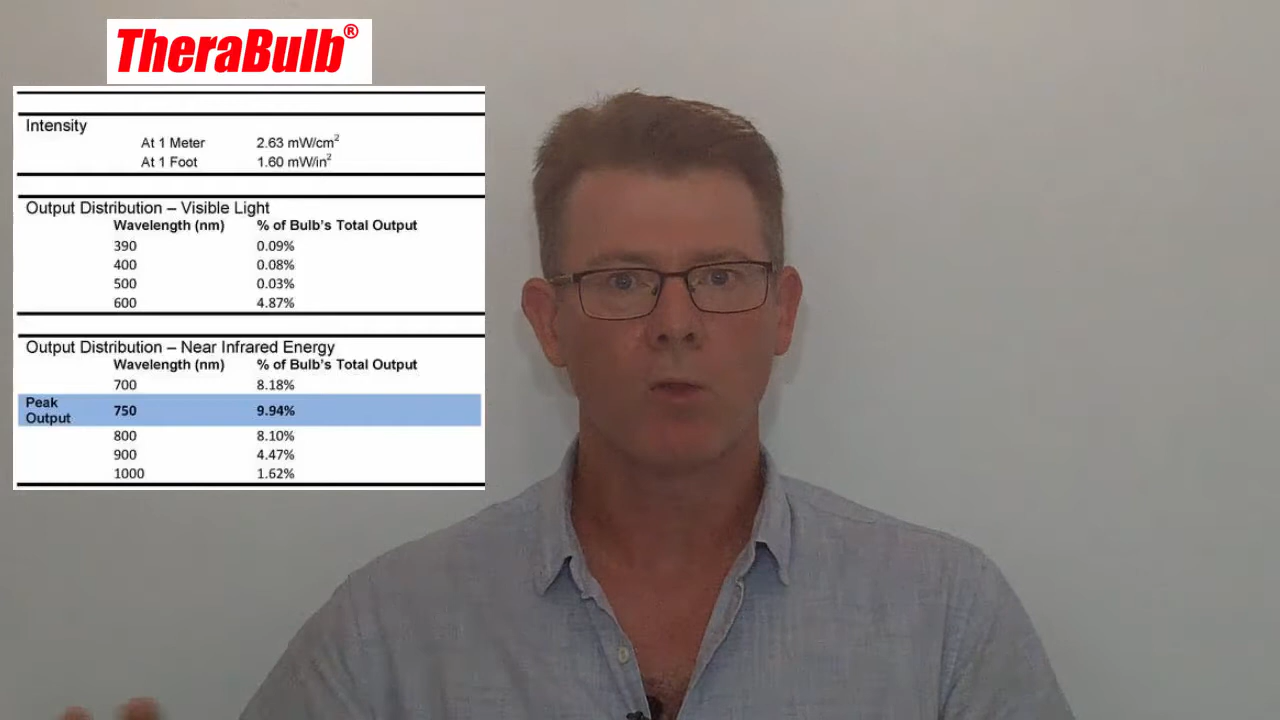 TheraBulb®
Intensity
At 1 Meter 2.63 mW/cm²
At 1 Foot 1.60 mW/in²
Output Distribution – Visible Light
Wavelength (nm) % of Bulb's Total Output
390 0.09%
400 0.08%
500 0.03%
600 4.87%
Output Distribution – Near Infrared Energy
Wavelength (nm) % of Bulb's Total Output
700 8.18%
Peak Output 750 9.94%
800 8.10%
900 4.47%
1000 1.62%